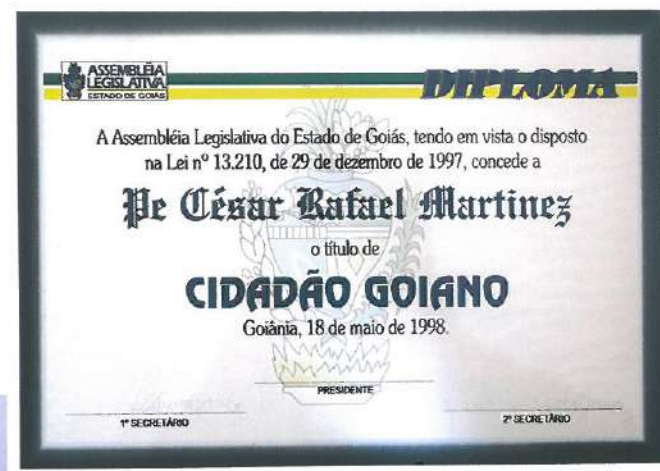 ASSEMBLÉIA
LEGISLATIVA
ESTADO DE GOIÁS
DIPLOMA
A Assembléia Legislativa do Estado de Goiás, tendo em vista o disposto
na Lei nº 13.210, de 29 de dezembro de 1997, concede a
Pe César Rafael Martinez
o título de
CIDADÃO GOIANO
Goiânia, 18 de maio de 1998.
PRESIDENTE
1º SECRETÁRIO
2º SECRETÁRIO